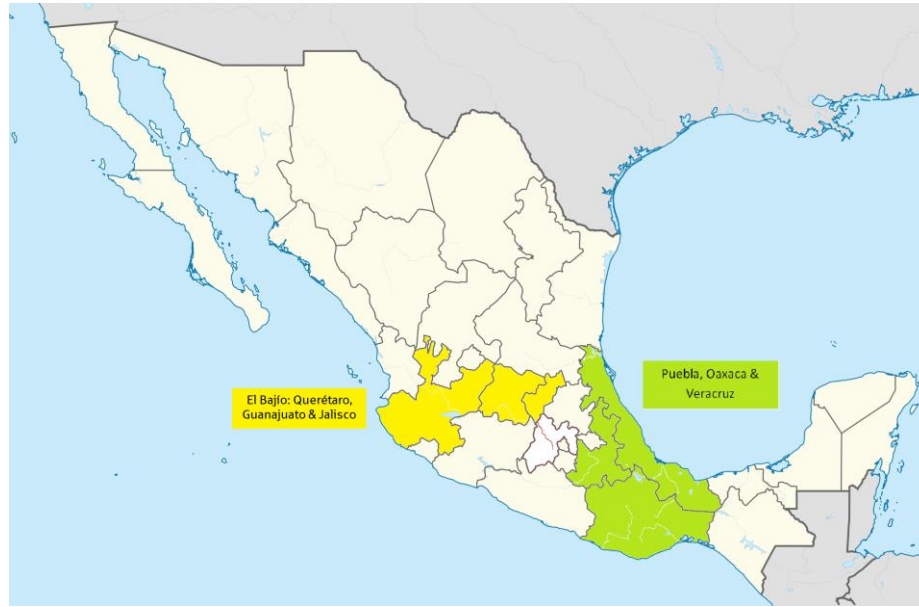 El Bajío: Querétaro,
Guanajuato & Jalisco
Puebla, Oaxaca &
Veracruz